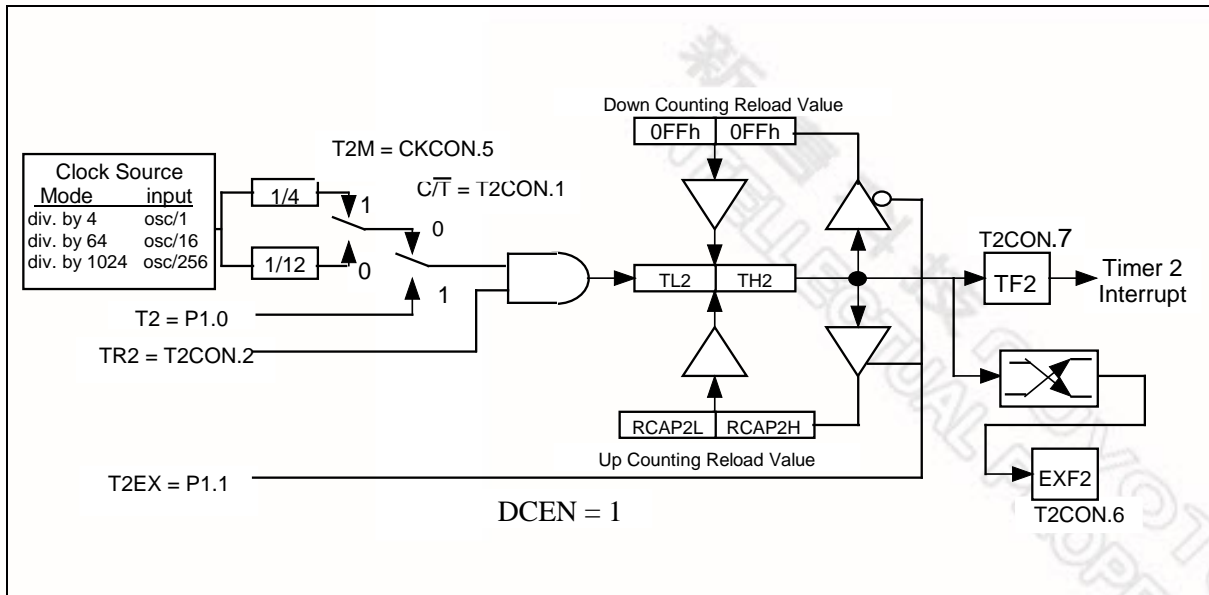 Clock Source
Mode input
div. by 4 osc/1
div. by 64 osc/16
div. by 1024 osc/256
1/4
1/12
T2M = CKCON.5
1
0
C/T = T2CON.1
0
1
T2 = P1.0
TR2 = T2CON.2
T2EX = P1.1
Down Counting Reload Value
0FFh 0FFh
TL2 TH2
RCAP2L RCAP2H
Up Counting Reload Value
DCEN = 1
T2CON.7
TF2
Timer 2
Interrupt
EXF2
T2CON.6